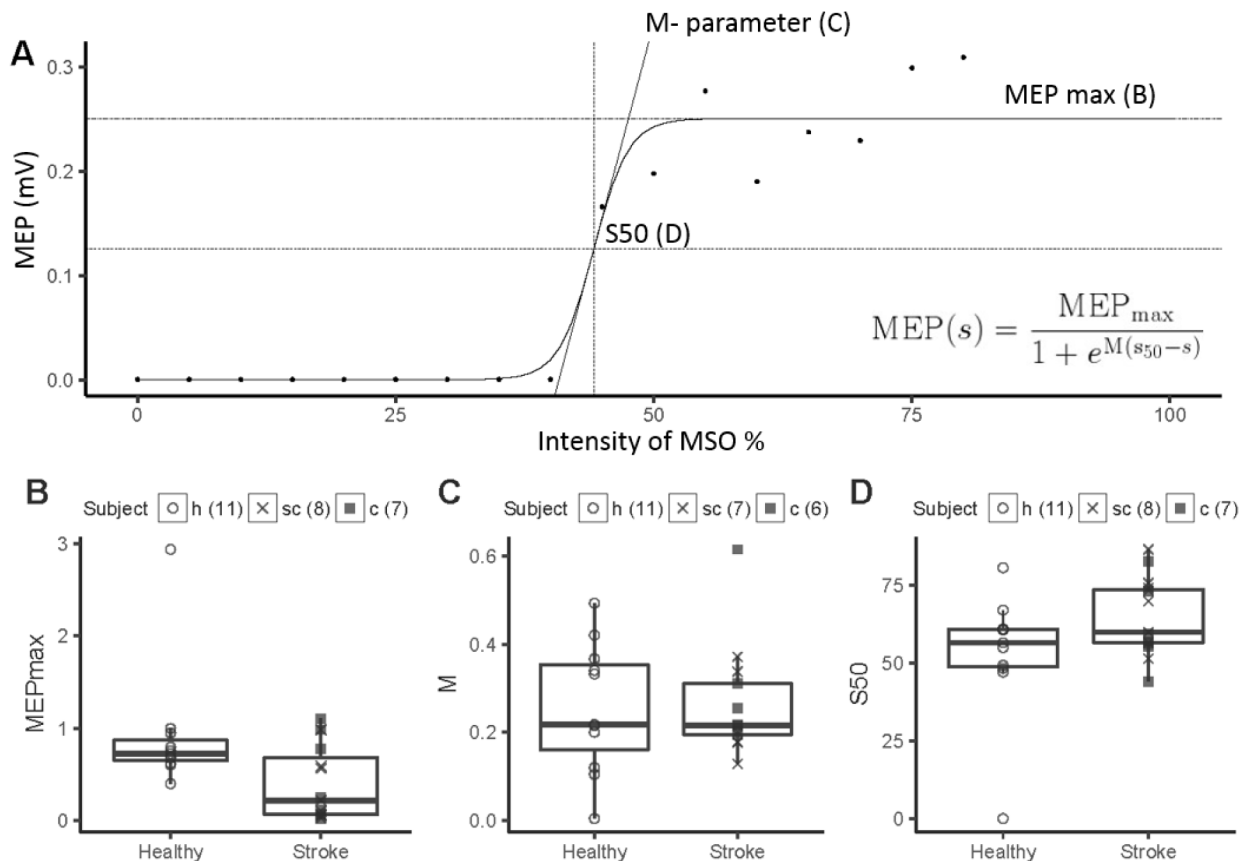 M- parameter (C)
A
0.3
MEP max (B)
MEP (mV)
0.2
S50 (D)
0.1
MEP(s) = MEP_max / (1 + e^{M(s_50−s)})
0.0
0 25 50 75 100
Intensity of MSO %
B
Subject h (11) sc (8) c (7)
3
2
1
0
MEPmax
Healthy Stroke
C
Subject h (11) sc (7) c (6)
0.6
0.4
0.2
0.0
M
Healthy Stroke
D
Subject h (11) sc (8) c (7)
75
50
25
0
S50
Healthy Stroke